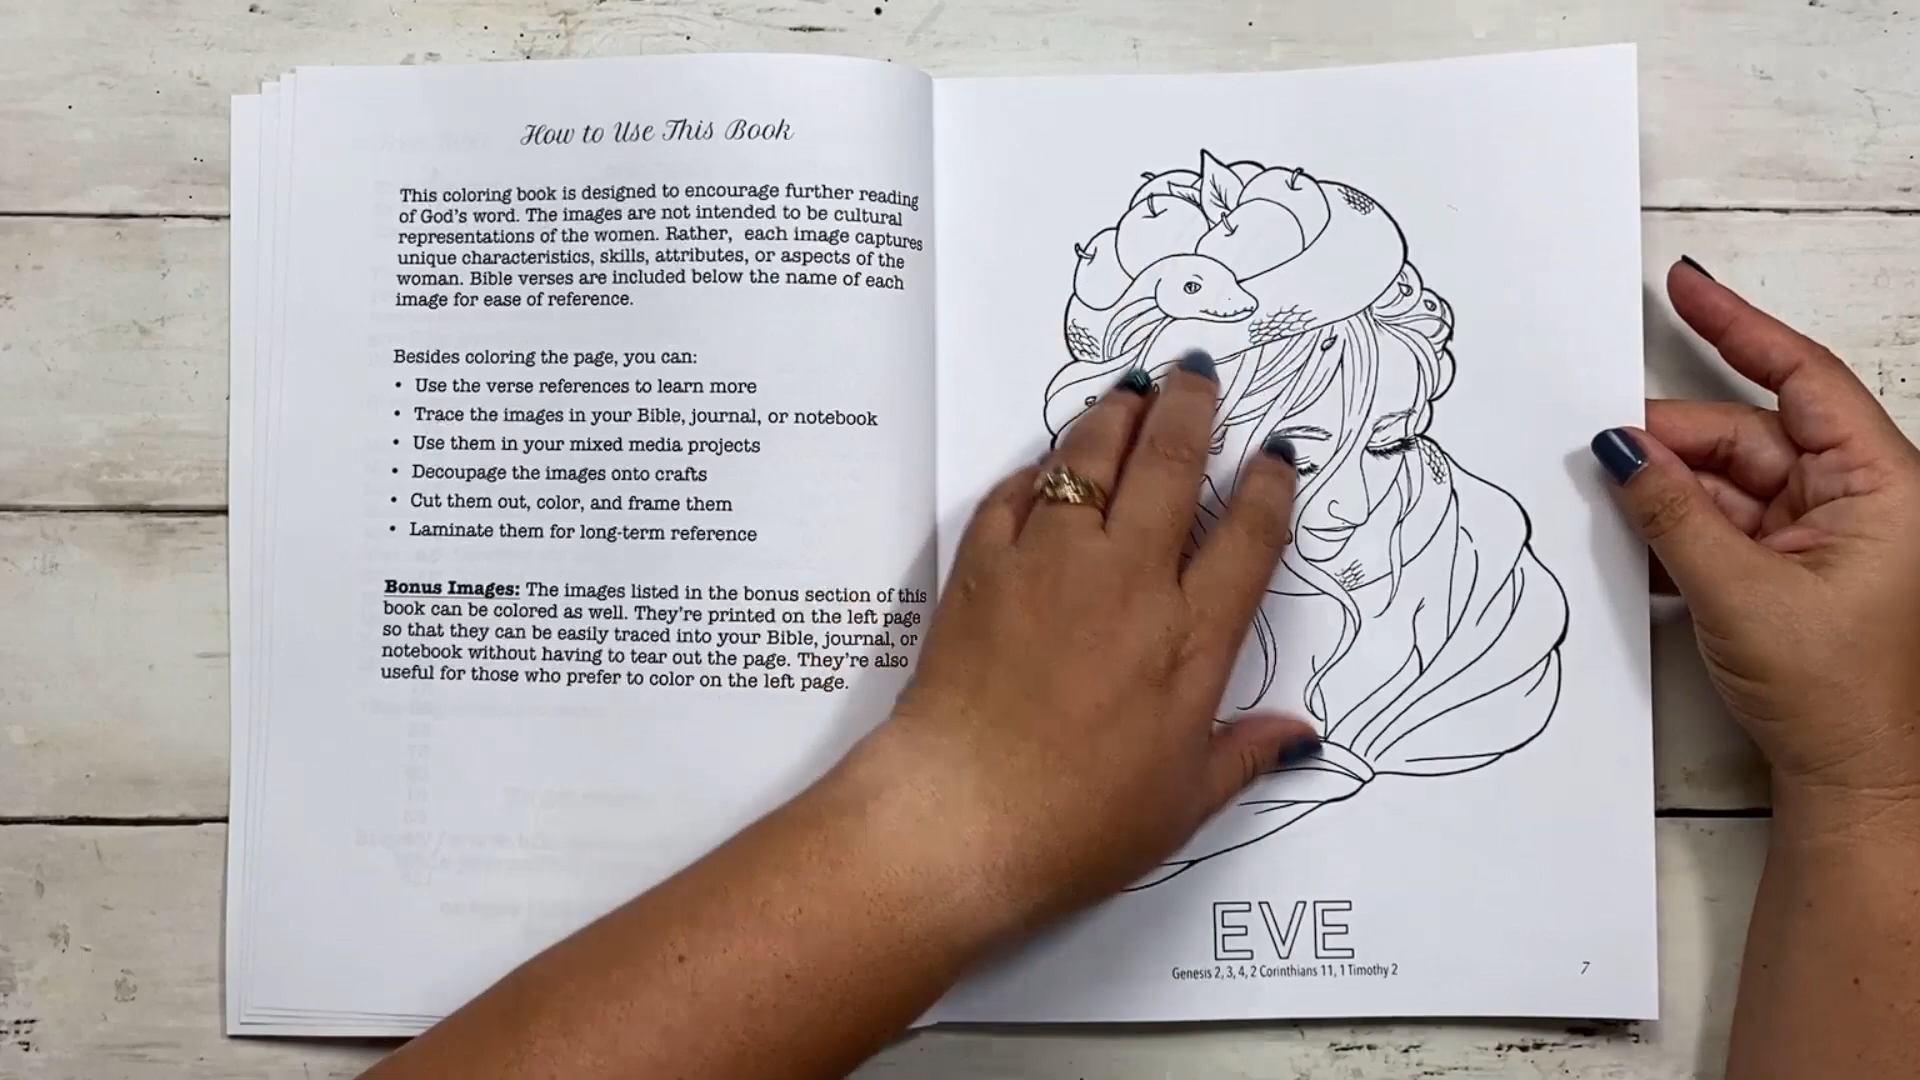 How to Use This Book
This coloring book is designed to encourage further reading
of God's word. The images are not intended to be cultural
representations of the women. Rather, each image captures
unique characteristics, skills, attributes, or aspects of the
woman. Bible verses are included below the name of each
image for ease of reference.
Besides coloring the page, you can:
• Use the verse references to learn more
• Trace the images in your Bible, journal, or notebook
• Use them in your mixed media projects
• Decoupage the images onto crafts
• Cut them out, color, and frame them
• Laminate them for long-term reference
Bonus Images: The images listed in the bonus section of this
book can be colored as well. They're printed on the left page
so that they can be easily traced into your Bible, journal, or
notebook without having to tear out the page. They're also
useful for those who prefer to color on the left page.
EVE
Genesis 2, 3, 4, 2 Corinthians 11, 1 Timothy 2
7